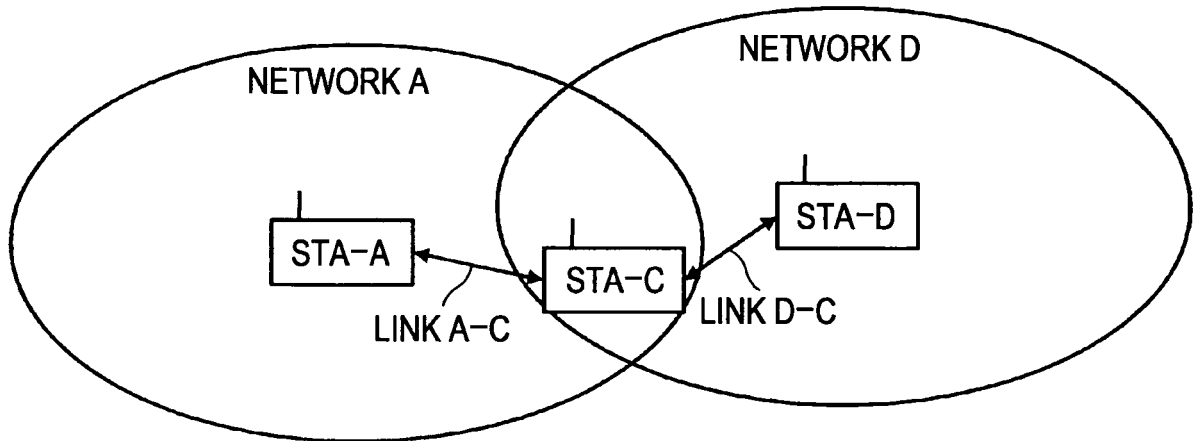 NETWORK D
NETWORK A
STA-D
STA-A
STA-C
LINK A-C
LINK D-C